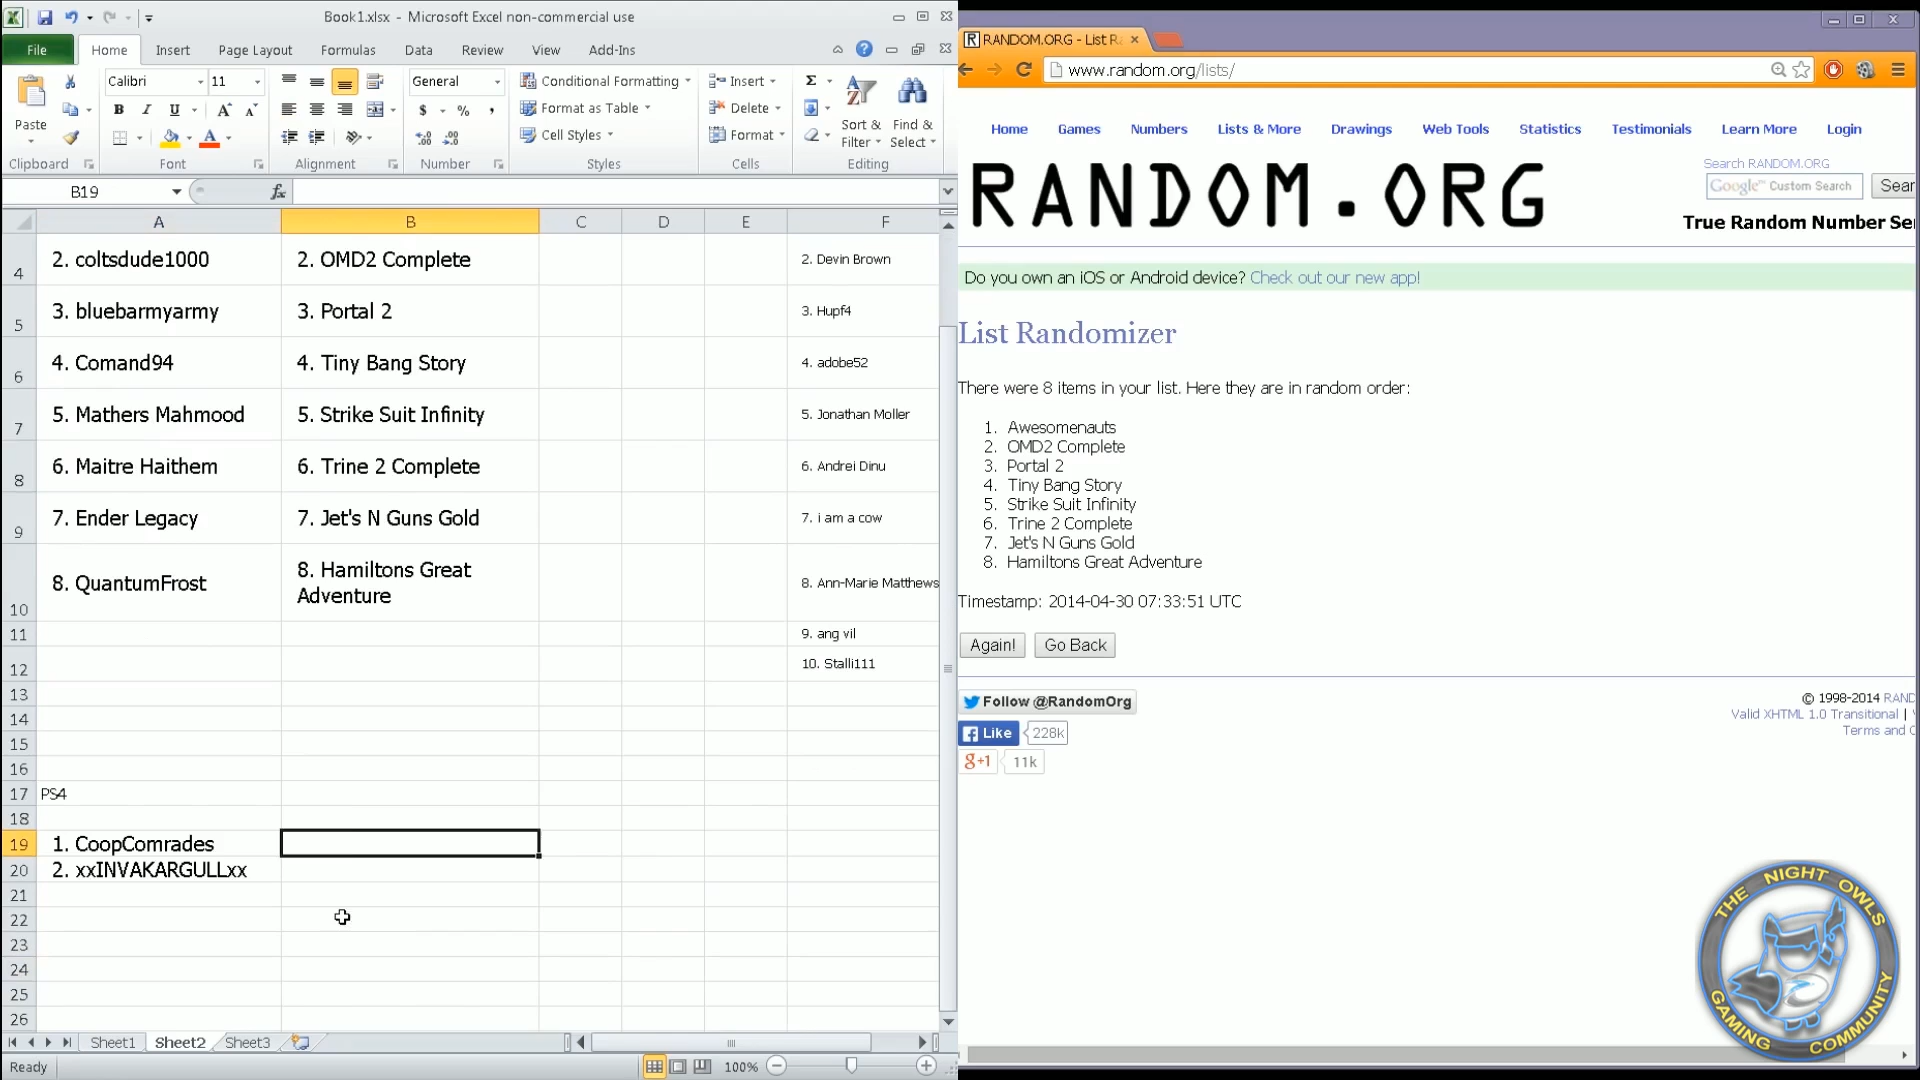 Book1.xlsx - Microsoft Excel non-commercial use
File Home Insert Page Layout Formulas Data Review View Add-Ins
Paste
Calibri 11
General
Conditional Formatting
Format as Table
Cell Styles
Insert
Delete
Format
Sort & Filter
Find & Select
Clipboard Font Alignment Number Styles Cells Editing
B19 fx
A B C D E F
4 2. coltsdude1000 2. OMD2 Complete 2. Devin Brown
5 3. bluebarmyarmy 3. Portal 2 3. Hupf4
6 4. Comand94 4. Tiny Bang Story 4. adobe52
7 5. Mathers Mahmood 5. Strike Suit Infinity 5. Jonathan Moller
8 6. Maitre Haithem 6. Trine 2 Complete 6. Andrei Dinu
9 7. Ender Legacy 7. Jet's N Guns Gold 7. i am a cow
10 8. QuantumFrost 8. Hamiltons Great Adventure 8. Ann-Marie Matthews
11 9. ang vil
12 10. Stalli111
13
14
15
16
17 PS4
18
19 1. CoopComrades
20 2. xxINVAKARGULLxx
21
22
23
24
25
26
Sheet1 Sheet2 Sheet3
Ready 100%
RANDOM.ORG - List R
www.random.org/lists/
Home Games Numbers Lists & More Drawings Web Tools Statistics Testimonials Learn More Login
RANDOM.ORG
Search RANDOM.ORG
Google™ Custom Search Sear
True Random Number Se
Do you own an iOS or Android device? Check out our new app!
List Randomizer
There were 8 items in your list. Here they are in random order:
1. Awesomenauts
2. OMD2 Complete
3. Portal 2
4. Tiny Bang Story
5. Strike Suit Infinity
6. Trine 2 Complete
7. Jet's N Guns Gold
8. Hamiltons Great Adventure
Timestamp: 2014-04-30 07:33:51 UTC
Again! Go Back
Follow @RandomOrg
Like 228k
g+1 11k
© 1998-2014 RAND
Valid XHTML 1.0 Transitional |
Terms and C
THE NIGHT OWLS
GAMING COMMUNITY